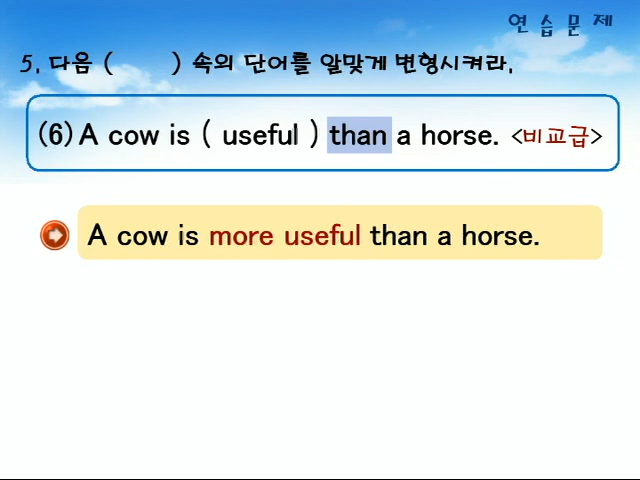 연습문제
5. 다음 (     ) 속의 단어를 알맞게 변형시켜라.
(6) A cow is ( useful ) than a horse. <비교급>
A cow is more useful than a horse.